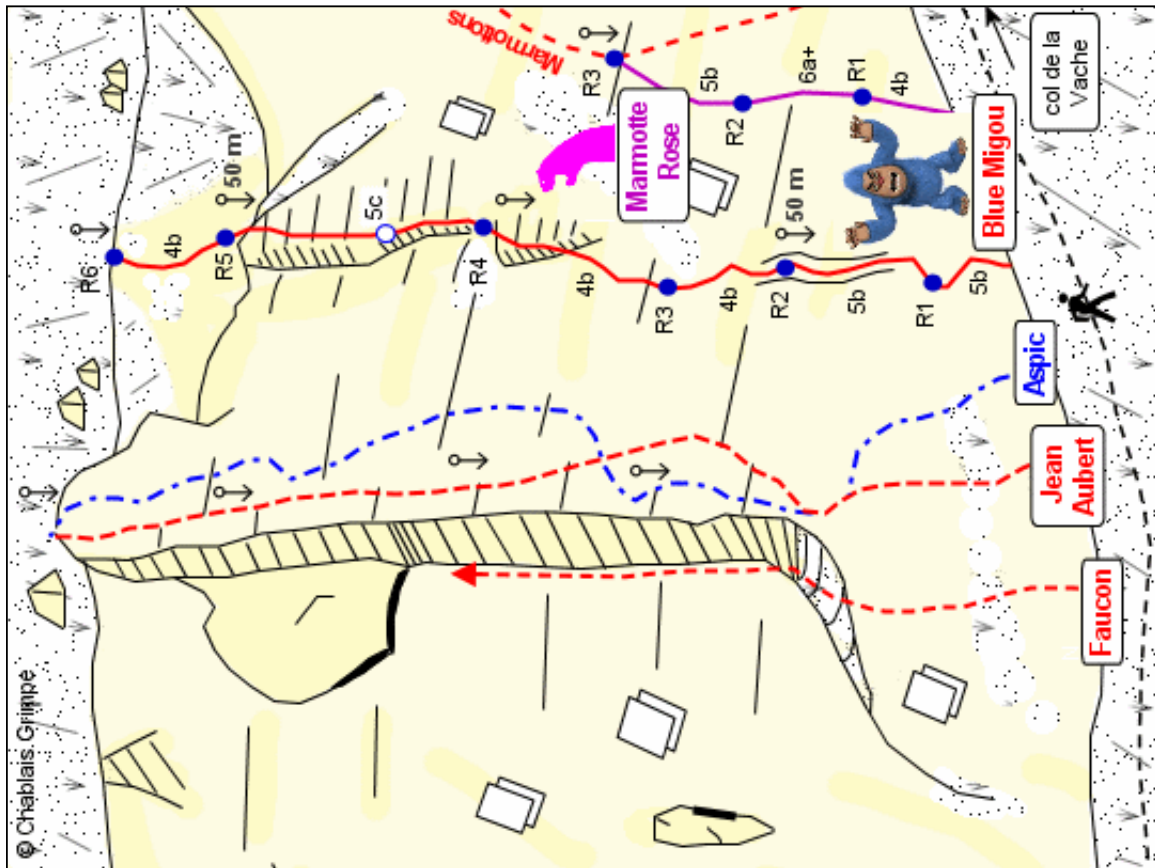 © Chablais.Grimpe
R6
4b
R5
50 m
5c
R4
4b
R3
4b
R2
50 m
5b
R1
5b
Marmottons
R3
5b
R2
6a+
R1
4b
Marmotte
Rose
Blue Migou
col de la
Vache
Aspic
Jean
Aubert
Faucon